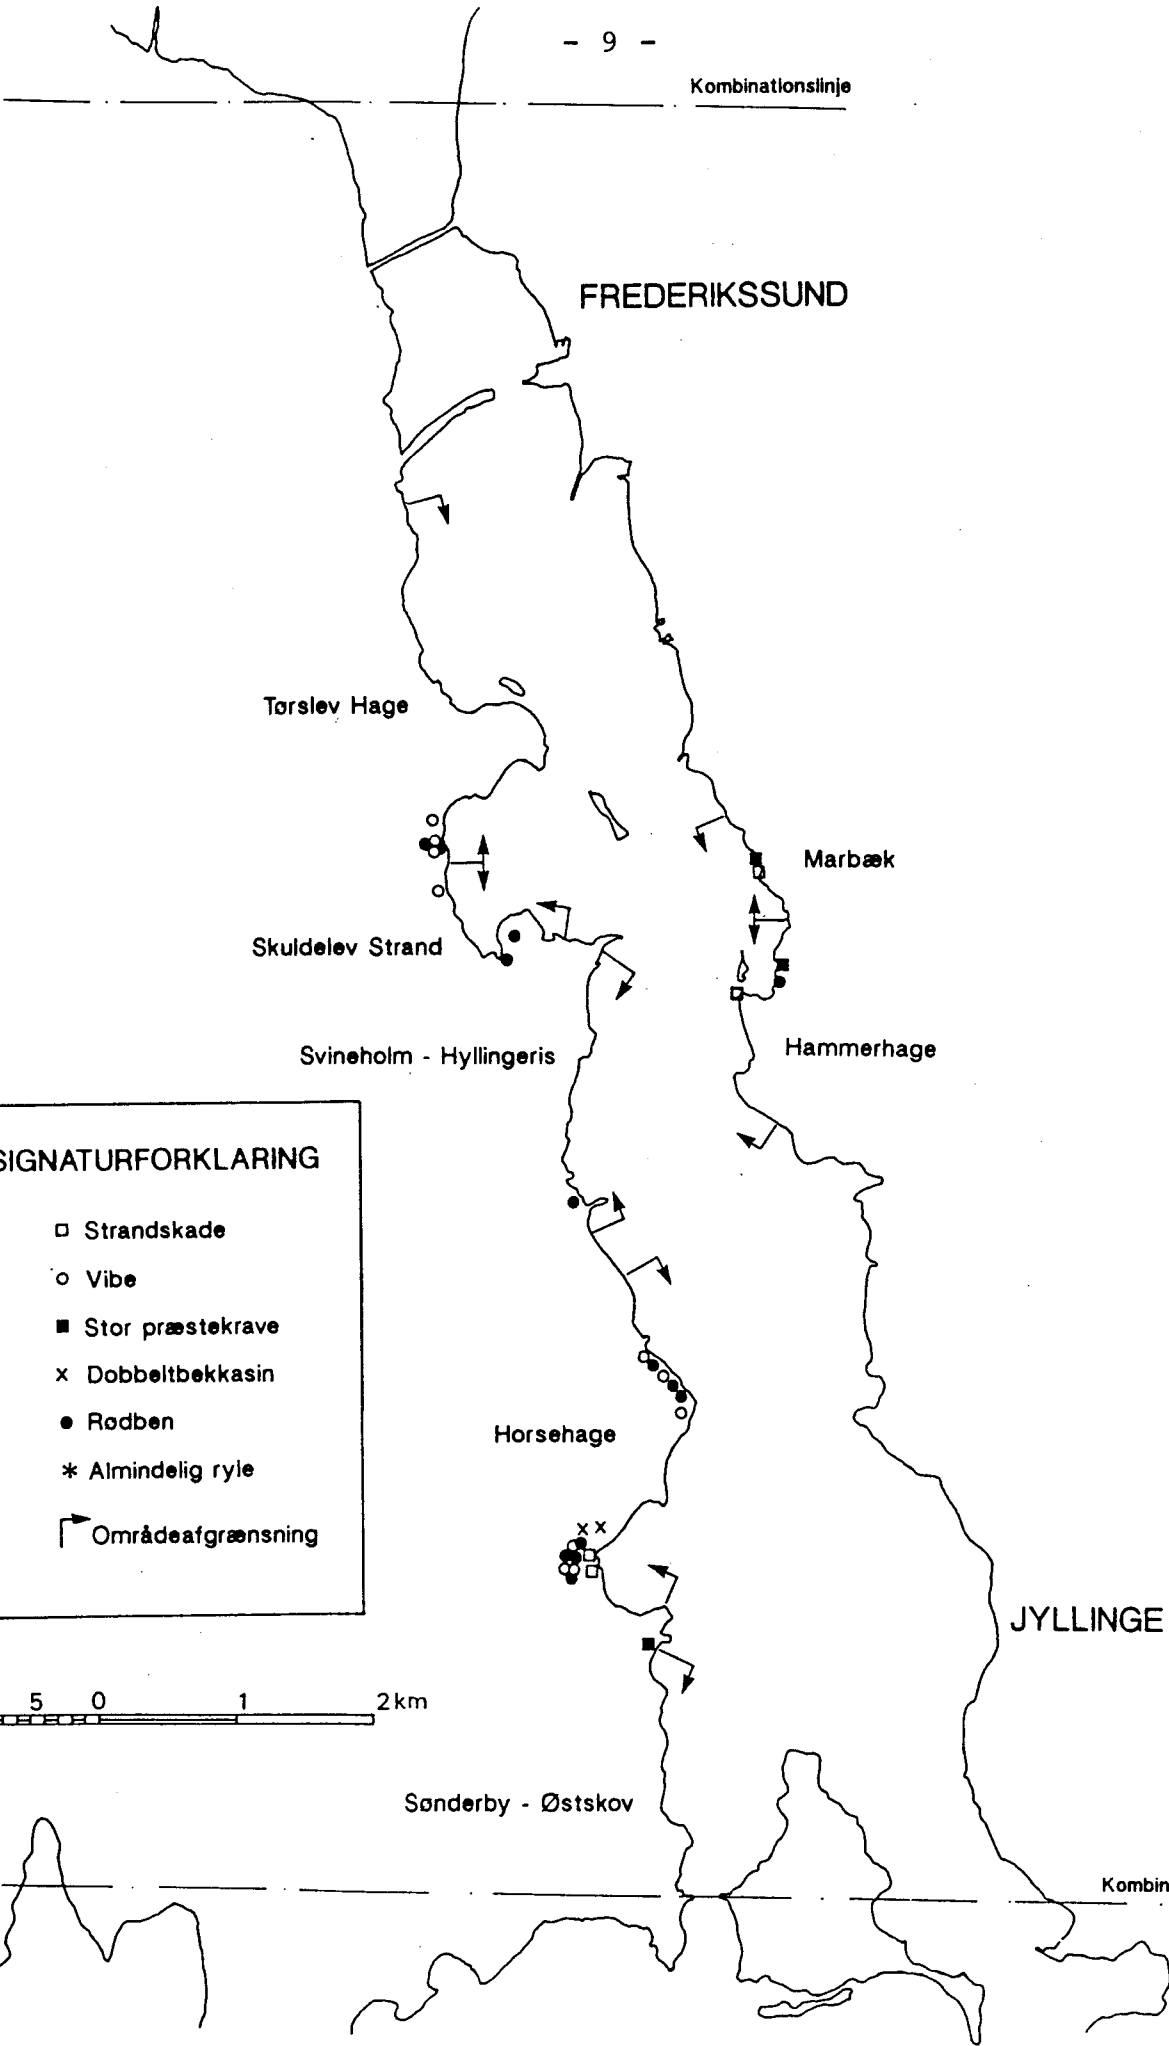 - 9 -
Kombinationslinje
FREDERIKSSUND
Tørslev Hage
Marbæk
Skuldelev Strand
Svineholm - Hyllingeris
Hammerhage
SIGNATURFORKLARING
Strandskade
Vibe
Stor præstekrave
x Dobbeltbekkasin
Rødben
* Almindelig ryle
Områdeafgrænsning
Horsehage
JYLLINGE
5 0 1 2 km
Sønderby - Østskov
Kombin